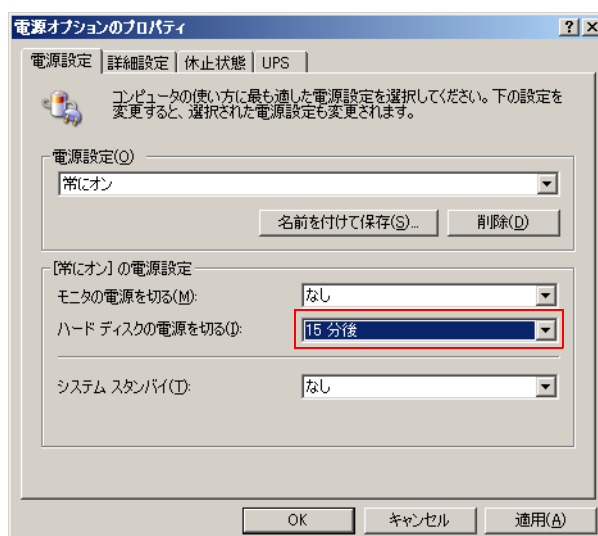 電源オプションのプロパティ
電源設定 詳細設定 休止状態 UPS
コンピュータの使い方に最も適した電源設定を選択してください。下の設定を
変更すると、選択された電源設定も変更されます。
電源設定(O)
常にオン
名前を付けて保存(S)... 削除(D)
[常にオン] の電源設定
モニタの電源を切る(M): なし
ハード ディスクの電源を切る(I): 15 分後
システム スタンバイ(T): なし
OK キャンセル 適用(A)